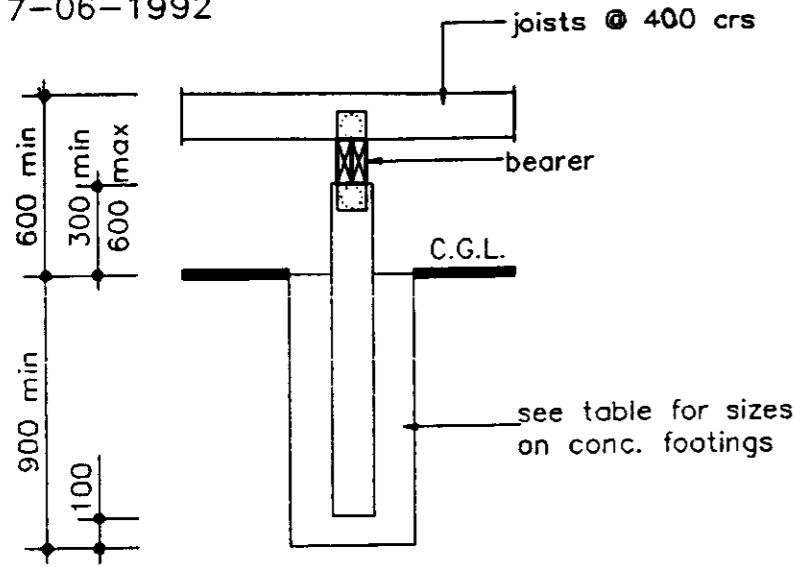 7-06-1992
joists @ 400 crs
600 min
300 min
600 max
bearer
C.G.L.
900 min
100
see table for sizes
on conc. footings